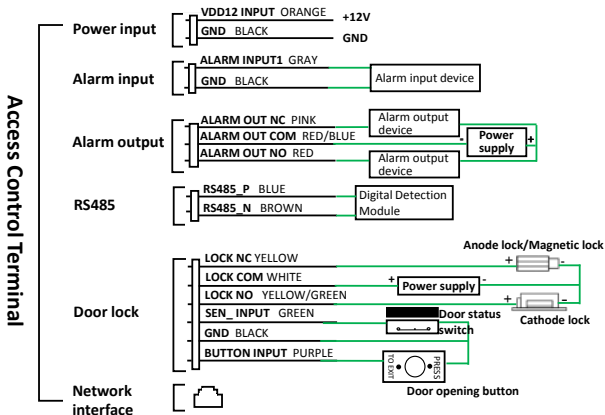 Access Control Terminal
Power input
VDD12 INPUT ORANGE
+12V
GND BLACK
GND
Alarm input
ALARM INPUT1 GRAY
GND BLACK
Alarm input device
Alarm output
ALARM OUT NC PINK
ALARM OUT COM RED/BLUE
ALARM OUT NO RED
Alarm output
device
- Power +
supply
Alarm output
device
RS485
RS485_P BLUE
RS485_N BROWN
Digital Detection
Module
Door lock
LOCK NC YELLOW
LOCK COM WHITE
LOCK NO YELLOW/GREEN
SEN_ INPUT GREEN
GND BLACK
BUTTON INPUT PURPLE
Anode lock/Magnetic lock
+ -
+ Power supply -
+ -
Cathode lock
Door status
switch
TO EXIT
PRESS
Door opening button
Network
interface